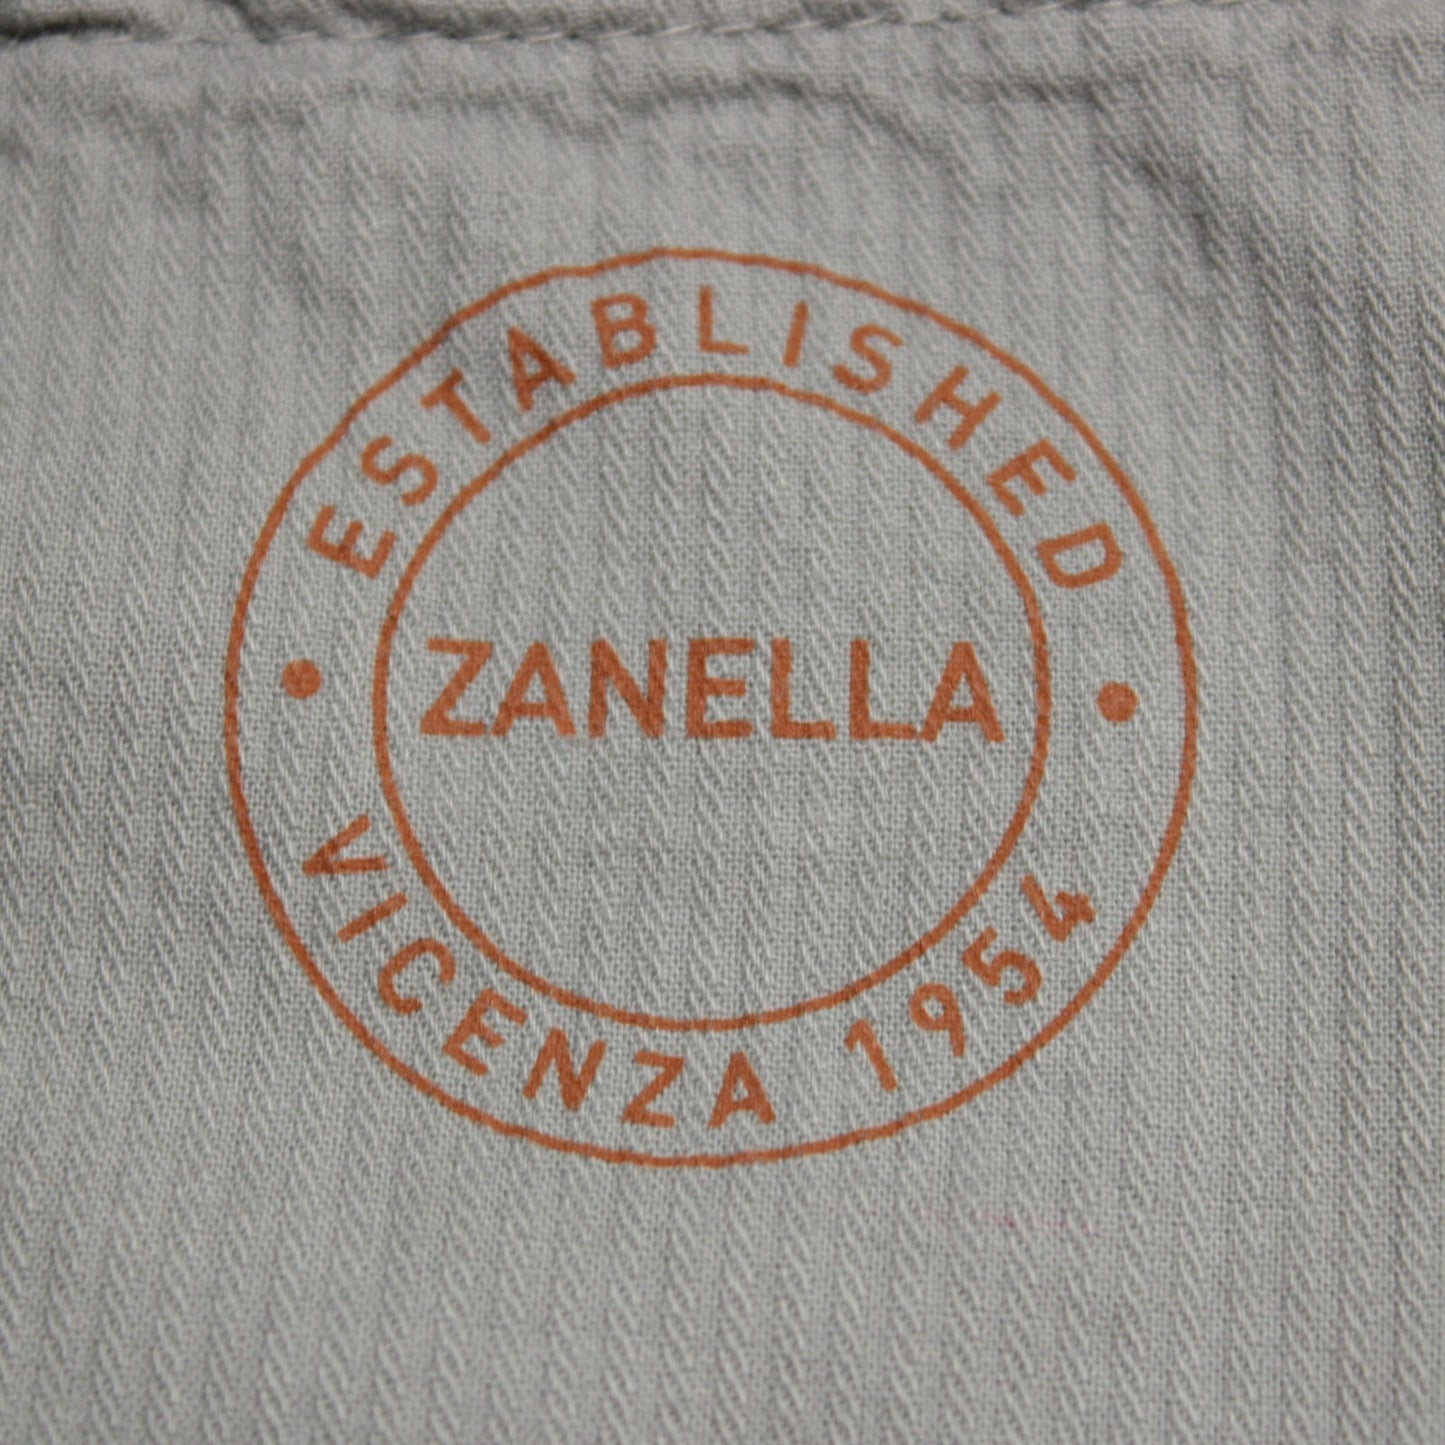 • ESTABLISHED •
ZANELLA
VICENZA 1954